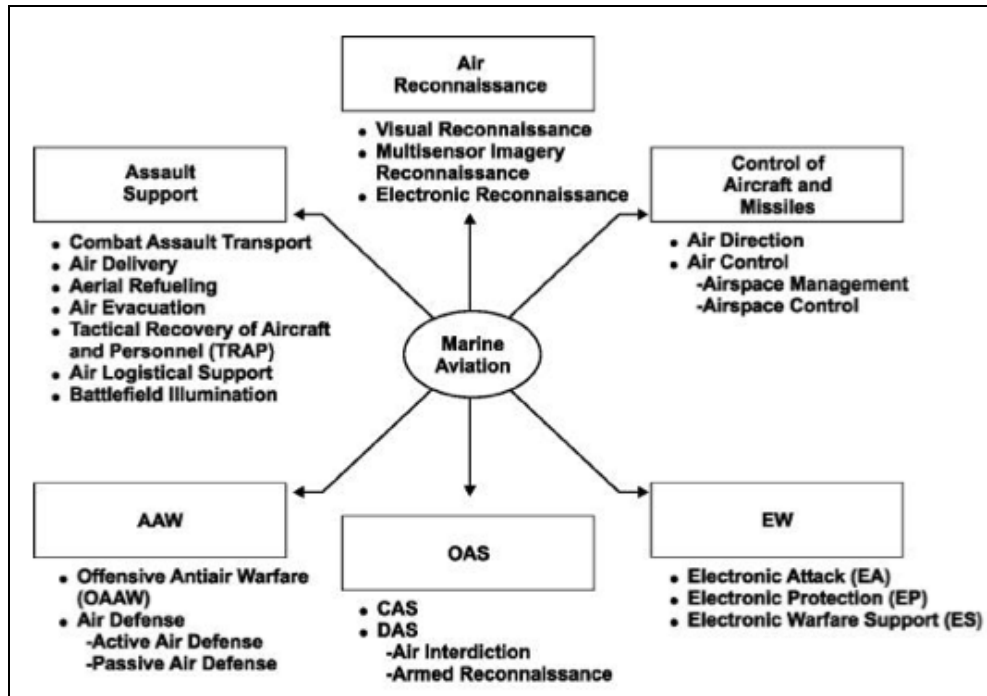 Air
Reconnaissance
• Visual Reconnaissance
• Multisensor Imagery
Reconnaissance
• Electronic Reconnaissance
Assault
Support
• Combat Assault Transport
• Air Delivery
• Aerial Refueling
• Air Evacuation
• Tactical Recovery of Aircraft
and Personnel (TRAP)
• Air Logistical Support
• Battlefield Illumination
Control of
Aircraft and
Missiles
• Air Direction
• Air Control
-Airspace Management
-Airspace Control
Marine
Aviation
AAW
• Offensive Antiair Warfare
(OAAW)
• Air Defense
-Active Air Defense
-Passive Air Defense
OAS
• CAS
• DAS
-Air Interdiction
-Armed Reconnaissance
EW
• Electronic Attack (EA)
• Electronic Protection (EP)
• Electronic Warfare Support (ES)